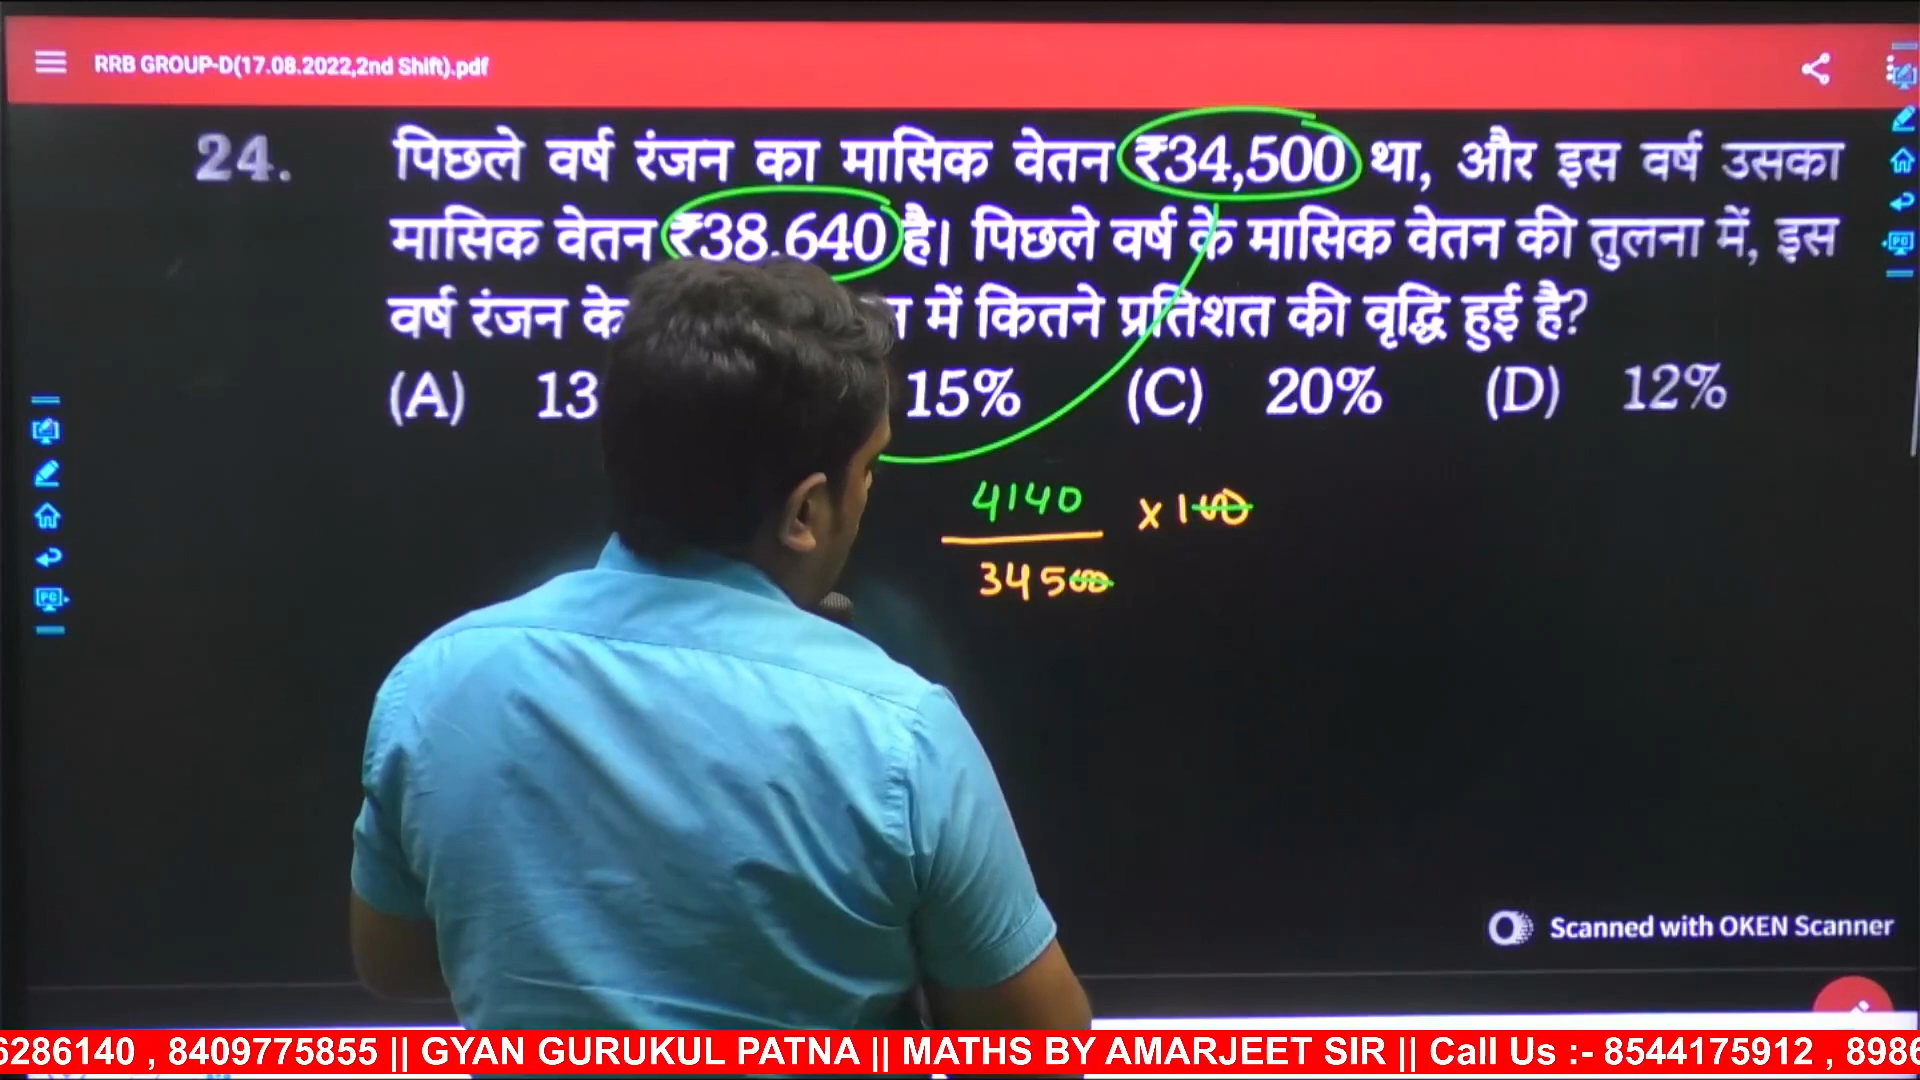 RRB GROUP-D(17.08.2022,2nd Shift).pdf
24. पिछले वर्ष रंजन का मासिक वेतन ₹34,500 था, और इस वर्ष उसका
मासिक वेतन ₹38,640 है। पिछले वर्ष के मासिक वेतन की तुलना में, इस
वर्ष रंजन के में कितने प्रतिशत की वृद्धि हुई है?
(A) 13 15% (C) 20% (D) 12%
4140 x 100
34500
Scanned with OKEN Scanner
6286140 , 8409775855 || GYAN GURUKUL PATNA || MATHS BY AMARJEET SIR || Call Us :- 8544175912 , 8986